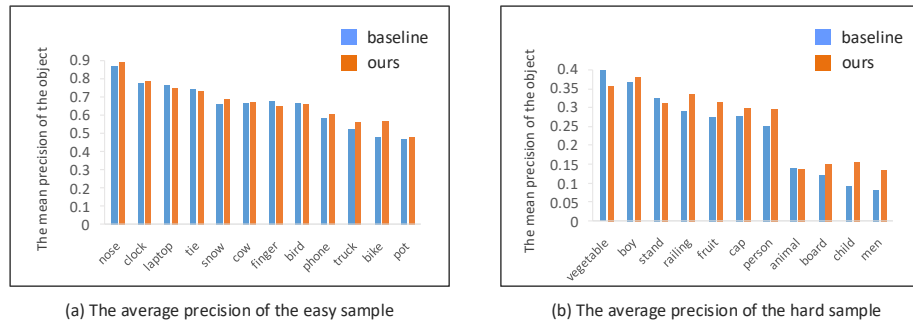 baseline
ours
The mean precision of the object
0.9
0.8
0.7
0.6
0.5
0.4
0.3
0.2
0.1
0
nose
clock
laptop
tie
snow
cow
finger
bird
phone
truck
bike
pot
(a) The average precision of the easy sample
baseline
ours
The mean precision of the object
0.4
0.35
0.3
0.25
0.15
0.1
0.05
0
vegetable
boy
stand
railing
fruit
cap
person
animal
board
child
men
(b) The average precision of the hard sample